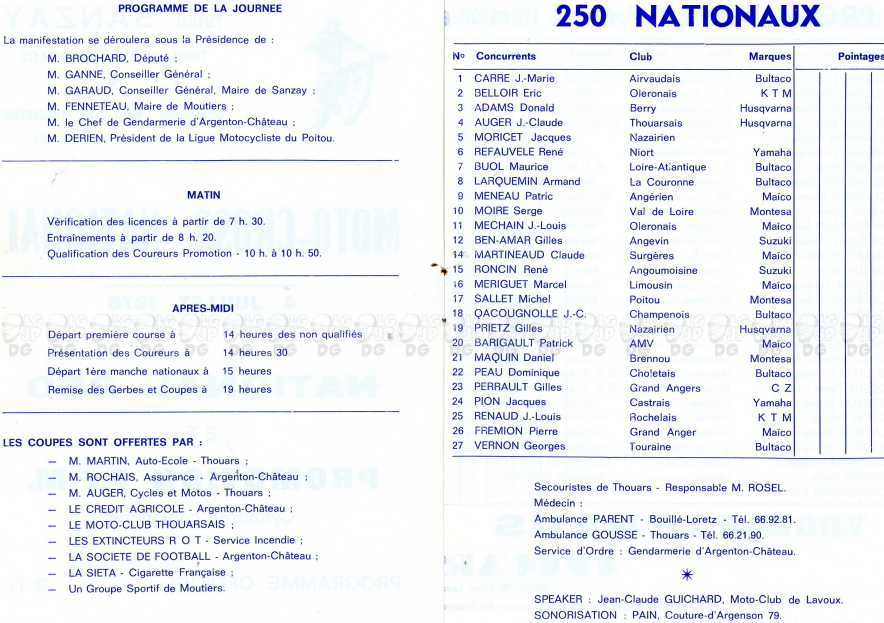 PROGRAMME DE LA JOURNEE
La manifestation se déroulera sous la Présidence de :
M. BROCHARD, Député ;
M. GANNE, Conseiller Général ;
M. GARAUD, Conseiller Général, Maire de Sanzay ;
M. FENNETEAU, Maire de Moutiers ;
M. le Chef de Gendarmerie d'Argenton-Château ;
M. DERIEN, Président de la Ligue Motocycliste du Poitou.
MATIN
Vérification des licences à partir de 7 h. 30.
Entraînements à partir de 8 h. 20.
Qualification des Coureurs Promotion - 10 h. à 10 h. 50.
APRES-MIDI
Départ première course à 14 heures des non qualifiés
Présentation des Coureurs à 14 heures 30
Départ 1ère manche nationaux à 15 heures
Remise des Gerbes et Coupes à 19 heures
LES COUPES SONT OFFERTES PAR :
— M. MARTIN, Auto-Ecole - Thouars ;
— M. ROCHAIS, Assurance - Argenton-Château ;
— M. AUGER, Cycles et Motos - Thouars ;
— LE CREDIT AGRICOLE - Argenton-Château ;
— LE MOTO-CLUB THOUARSAIS ;
— LES EXTINCTEURS R O T - Service Incendie ;
— LA SOCIETE DE FOOTBALL - Argenton-Château ;
— LA SIETA - Cigarette Française ;
— Un Groupe Sportif de Moutiers.
250 NATIONAUX
No Concurrents Club Marques Pointages
1 CARRE J.-Marie Airvaudais Bultaco
2 BELLOIR Eric Oleronais K T M
3 ADAMS Donald Berry Husqvarna
4 AUGER J.-Claude Thouarsais Husqvarna
5 MORICET Jacques Nazairien
6 REFAUVELE René Niort Yamaha
7 BUOL Maurice Loire-Atlantique Bultaco
8 LARQUEMIN Armand La Couronne Bultaco
9 MENEAU Patric Angérien Maïco
10 MOIRE Serge Val de Loire Montesa
11 MECHAIN J.-Louis Oleronais Maïco
12 BEN-AMAR Gilles Angevin Suzuki
14 MARTINEAUD Claude Surgères Maïco
15 RONCIN René Angoumoisine Suzuki
16 MERIGUET Marcel Limousin Maïco
17 SALLET Michel Poitou Montesa
18 QACOUGNOLLE J.-C. Champenois Bultaco
19 PRIETZ Gilles Nazairien Husqvarna
20 BARIGAULT Patrick AMV Maïco
21 MAQUIN Daniel Brennou Montesa
22 PEAU Dominique Choletais Bultaco
23 PERRAULT Gilles Grand Angers C Z
24 PION Jacques Castrais Yamaha
25 RENAUD J.-Louis Rochelais K T M
26 FREMION Pierre Grand Anger Maïco
27 VERNON Georges Touraine Bultaco
Secouristes de Thouars - Responsable M. ROSEL.
Médecin :
Ambulance PARENT - Bouillé-Loretz - Tél. 66.92.81.
Ambulance GOUSSE - Thouars - Tél. 66.21.90.
Service d'Ordre : Gendarmerie d'Argenton-Château.
SPEAKER : Jean-Claude GUICHARD, Moto-Club de Lavoux.
SONORISATION : PAIN, Couture-d'Argenson 79.